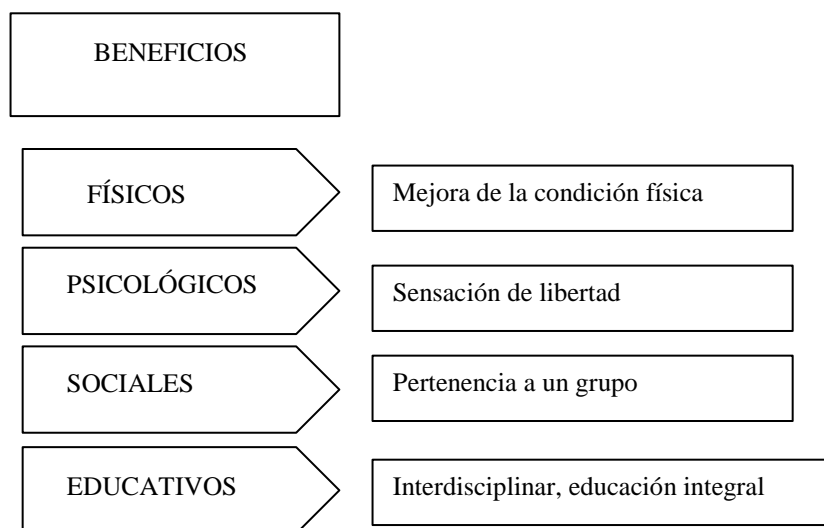 BENEFICIOS
FÍSICOS
Mejora de la condición física
PSICOLÓGICOS
Sensación de libertad
SOCIALES
Pertenencia a un grupo
EDUCATIVOS
Interdisciplinar, educación integral